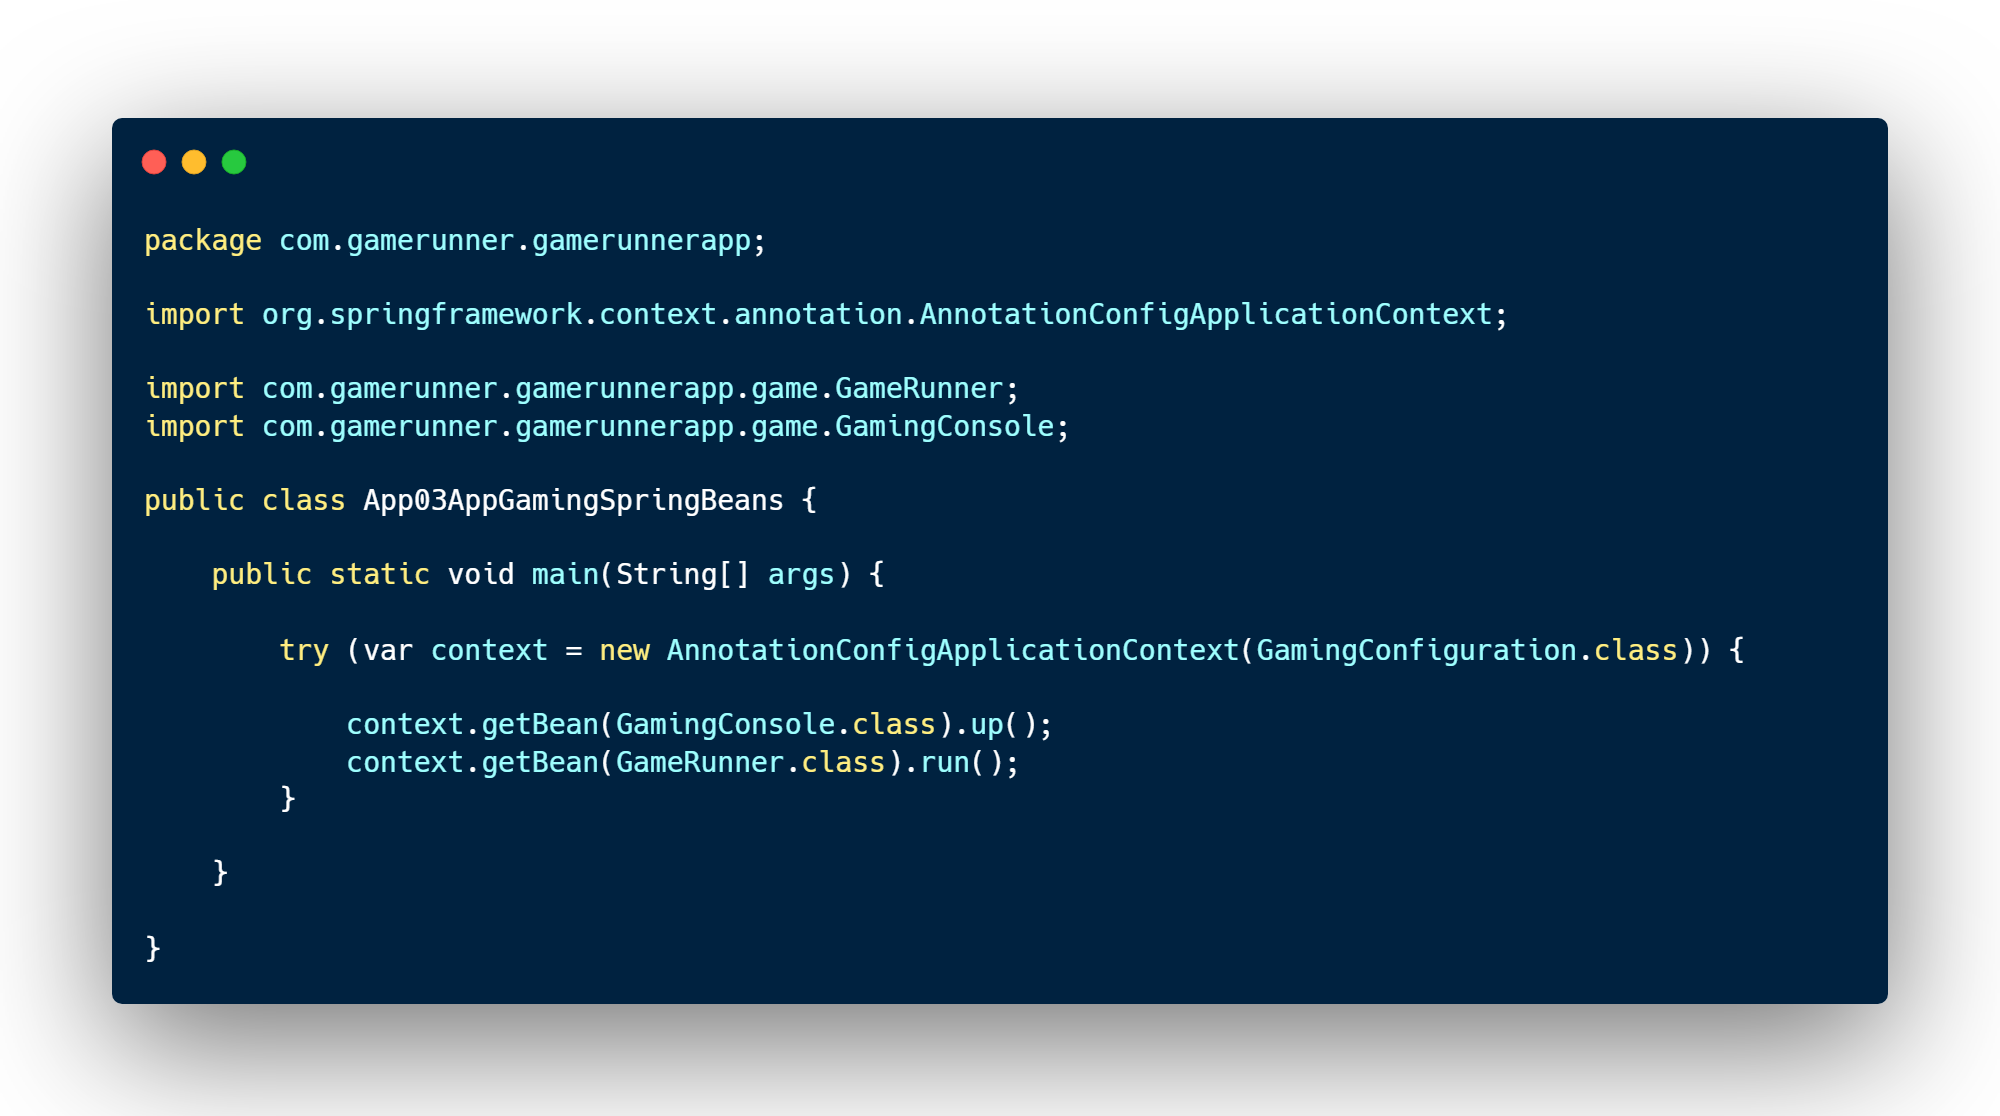 package com.gamerunner.gamerunnerapp;
import org.springframework.context.annotation.AnnotationConfigApplicationContext;
import com.gamerunner.gamerunnerapp.game.GameRunner;
import com.gamerunner.gamerunnerapp.game.GamingConsole;
public class App03AppGamingSpringBeans {
    public static void main(String[] args) {
        try (var context = new AnnotationConfigApplicationContext(GamingConfiguration.class)) {
            context.getBean(GamingConsole.class).up();
            context.getBean(GameRunner.class).run();
        }
    }
}